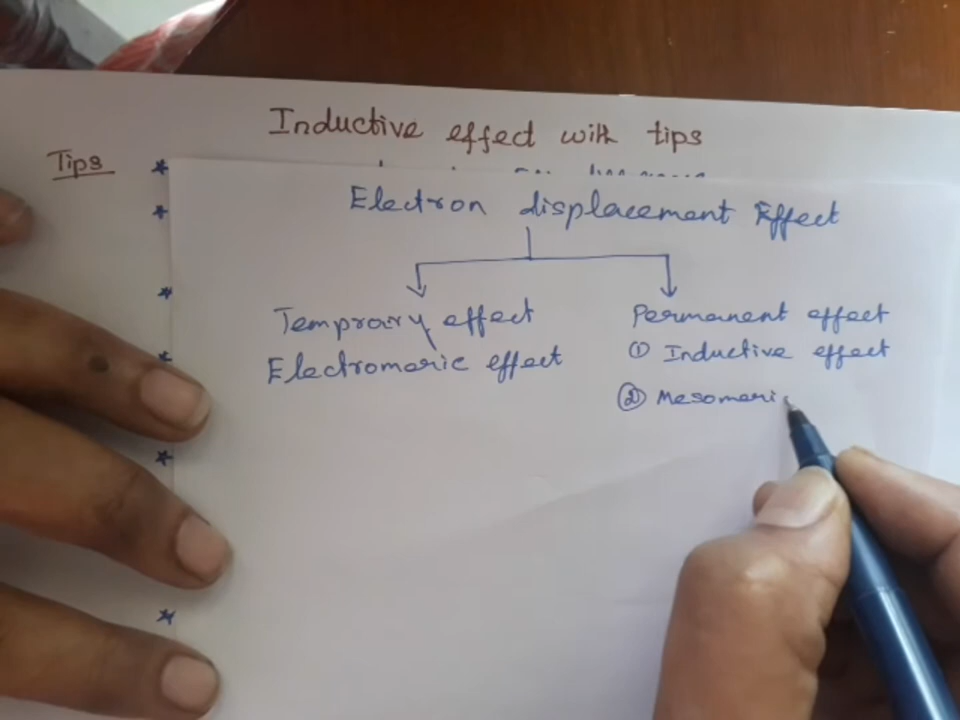 Inductive effect with tips
Tips
Electron displacement Effect
Temprary effect
Permanent effect
Electromeric effect
① Inductive effect
② Mesomeri